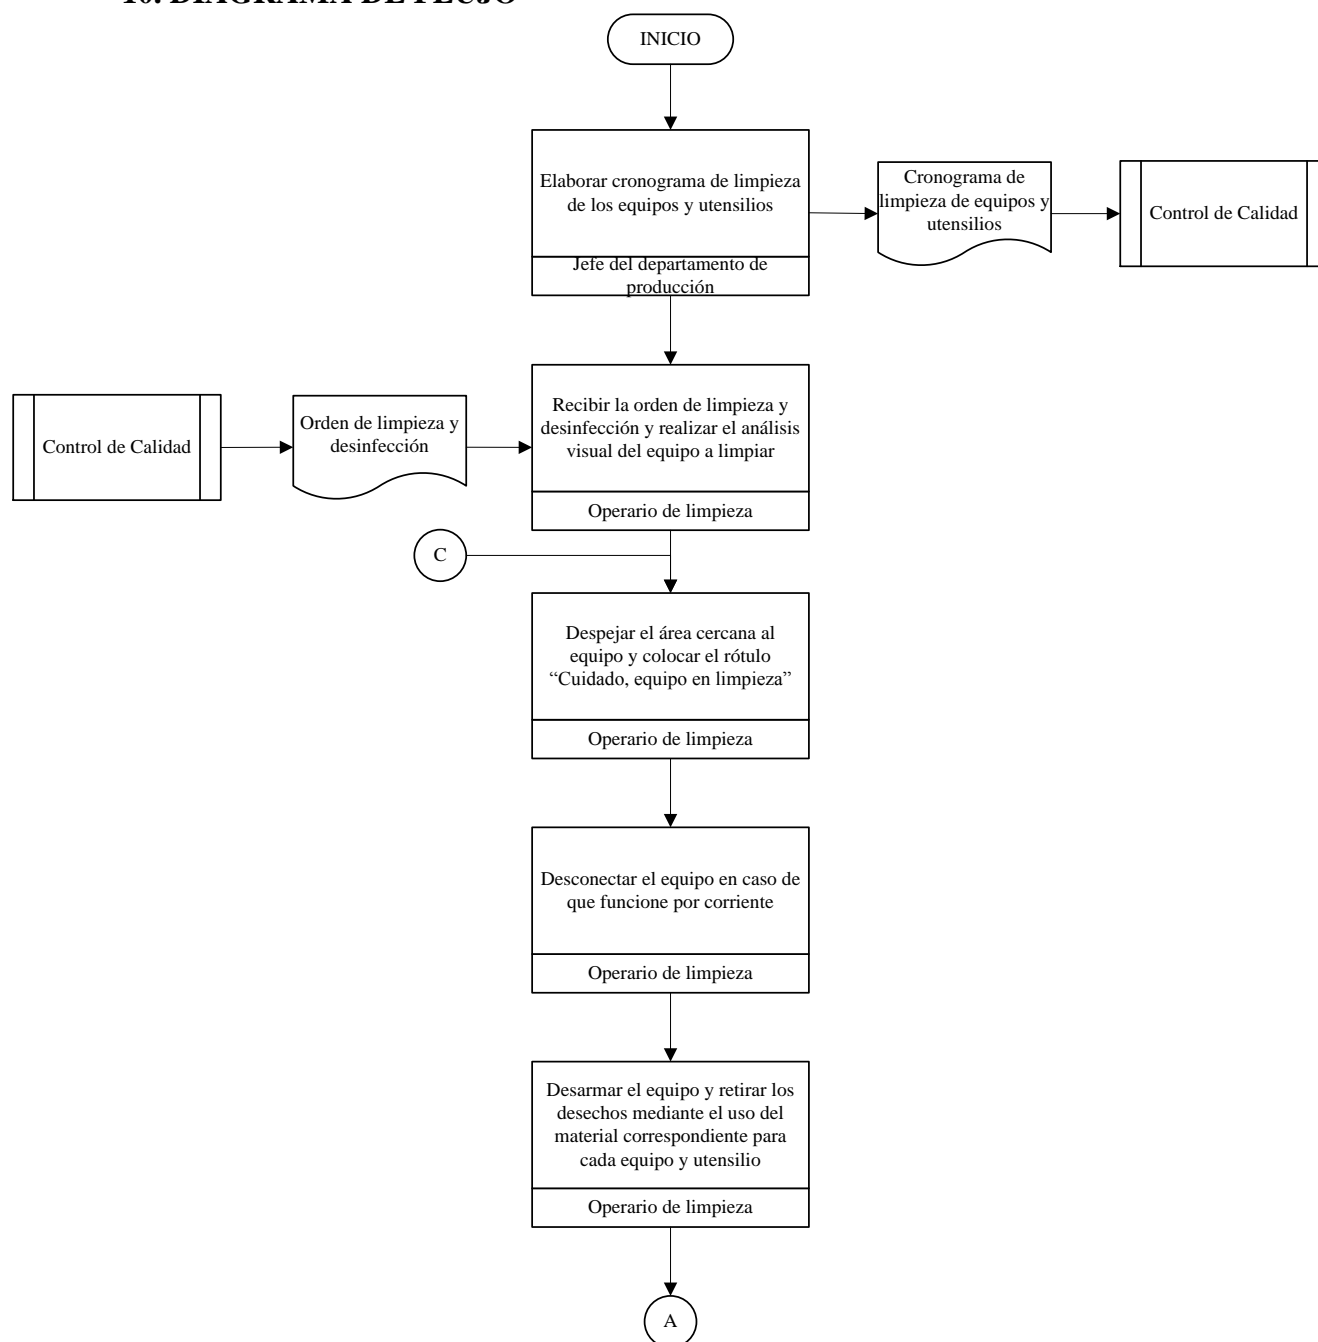 10. DIAGRAMA DE FLUJO
INICIO
Elaborar cronograma de limpieza
de los equipos y utensilios
Jefe del departamento de
producción
Cronograma de
limpieza de equipos y
utensilios
Control de Calidad
Control de Calidad
Orden de limpieza y
desinfección
Recibir la orden de limpieza y
desinfección y realizar el análisis
visual del equipo a limpiar
Operario de limpieza
C
Despejar el área cercana al
equipo y colocar el rótulo
“Cuidado, equipo en limpieza”
Operario de limpieza
Desconectar el equipo en caso de
que funcione por corriente
Operario de limpieza
Desarmar el equipo y retirar los
desechos mediante el uso del
material correspondiente para
cada equipo y utensilio
Operario de limpieza
A